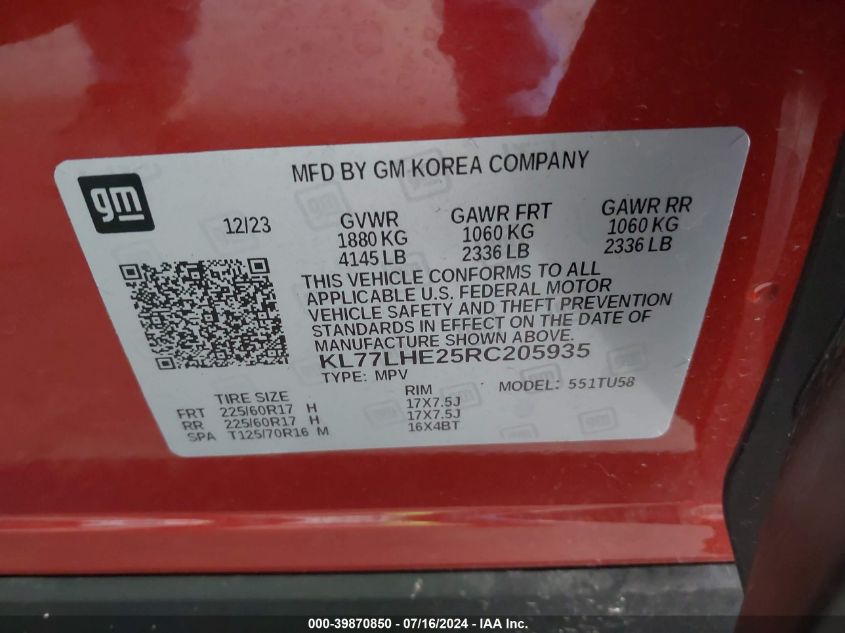 gm
MFD BY GM KOREA COMPANY
12/23 GVWR GAWR FRT GAWR RR
1880 KG 1060 KG 1060 KG
4145 LB 2336 LB 2336 LB
THIS VEHICLE CONFORMS TO ALL
APPLICABLE U.S. FEDERAL MOTOR
VEHICLE SAFETY AND THEFT PREVENTION
STANDARDS IN EFFECT ON THE DATE OF
MANUFACTURE SHOWN ABOVE.
KL77LHE25RC205935
TYPE: MPV MODEL: 551TU58
TIRE SIZE RIM
FRT 225/60R17 H 17X7.5J
RR 225/60R17 H 17X7.5J
SPA T125/70R16 M 16X4BT
000-39870850 - 07/16/2024 - IAA, Inc.